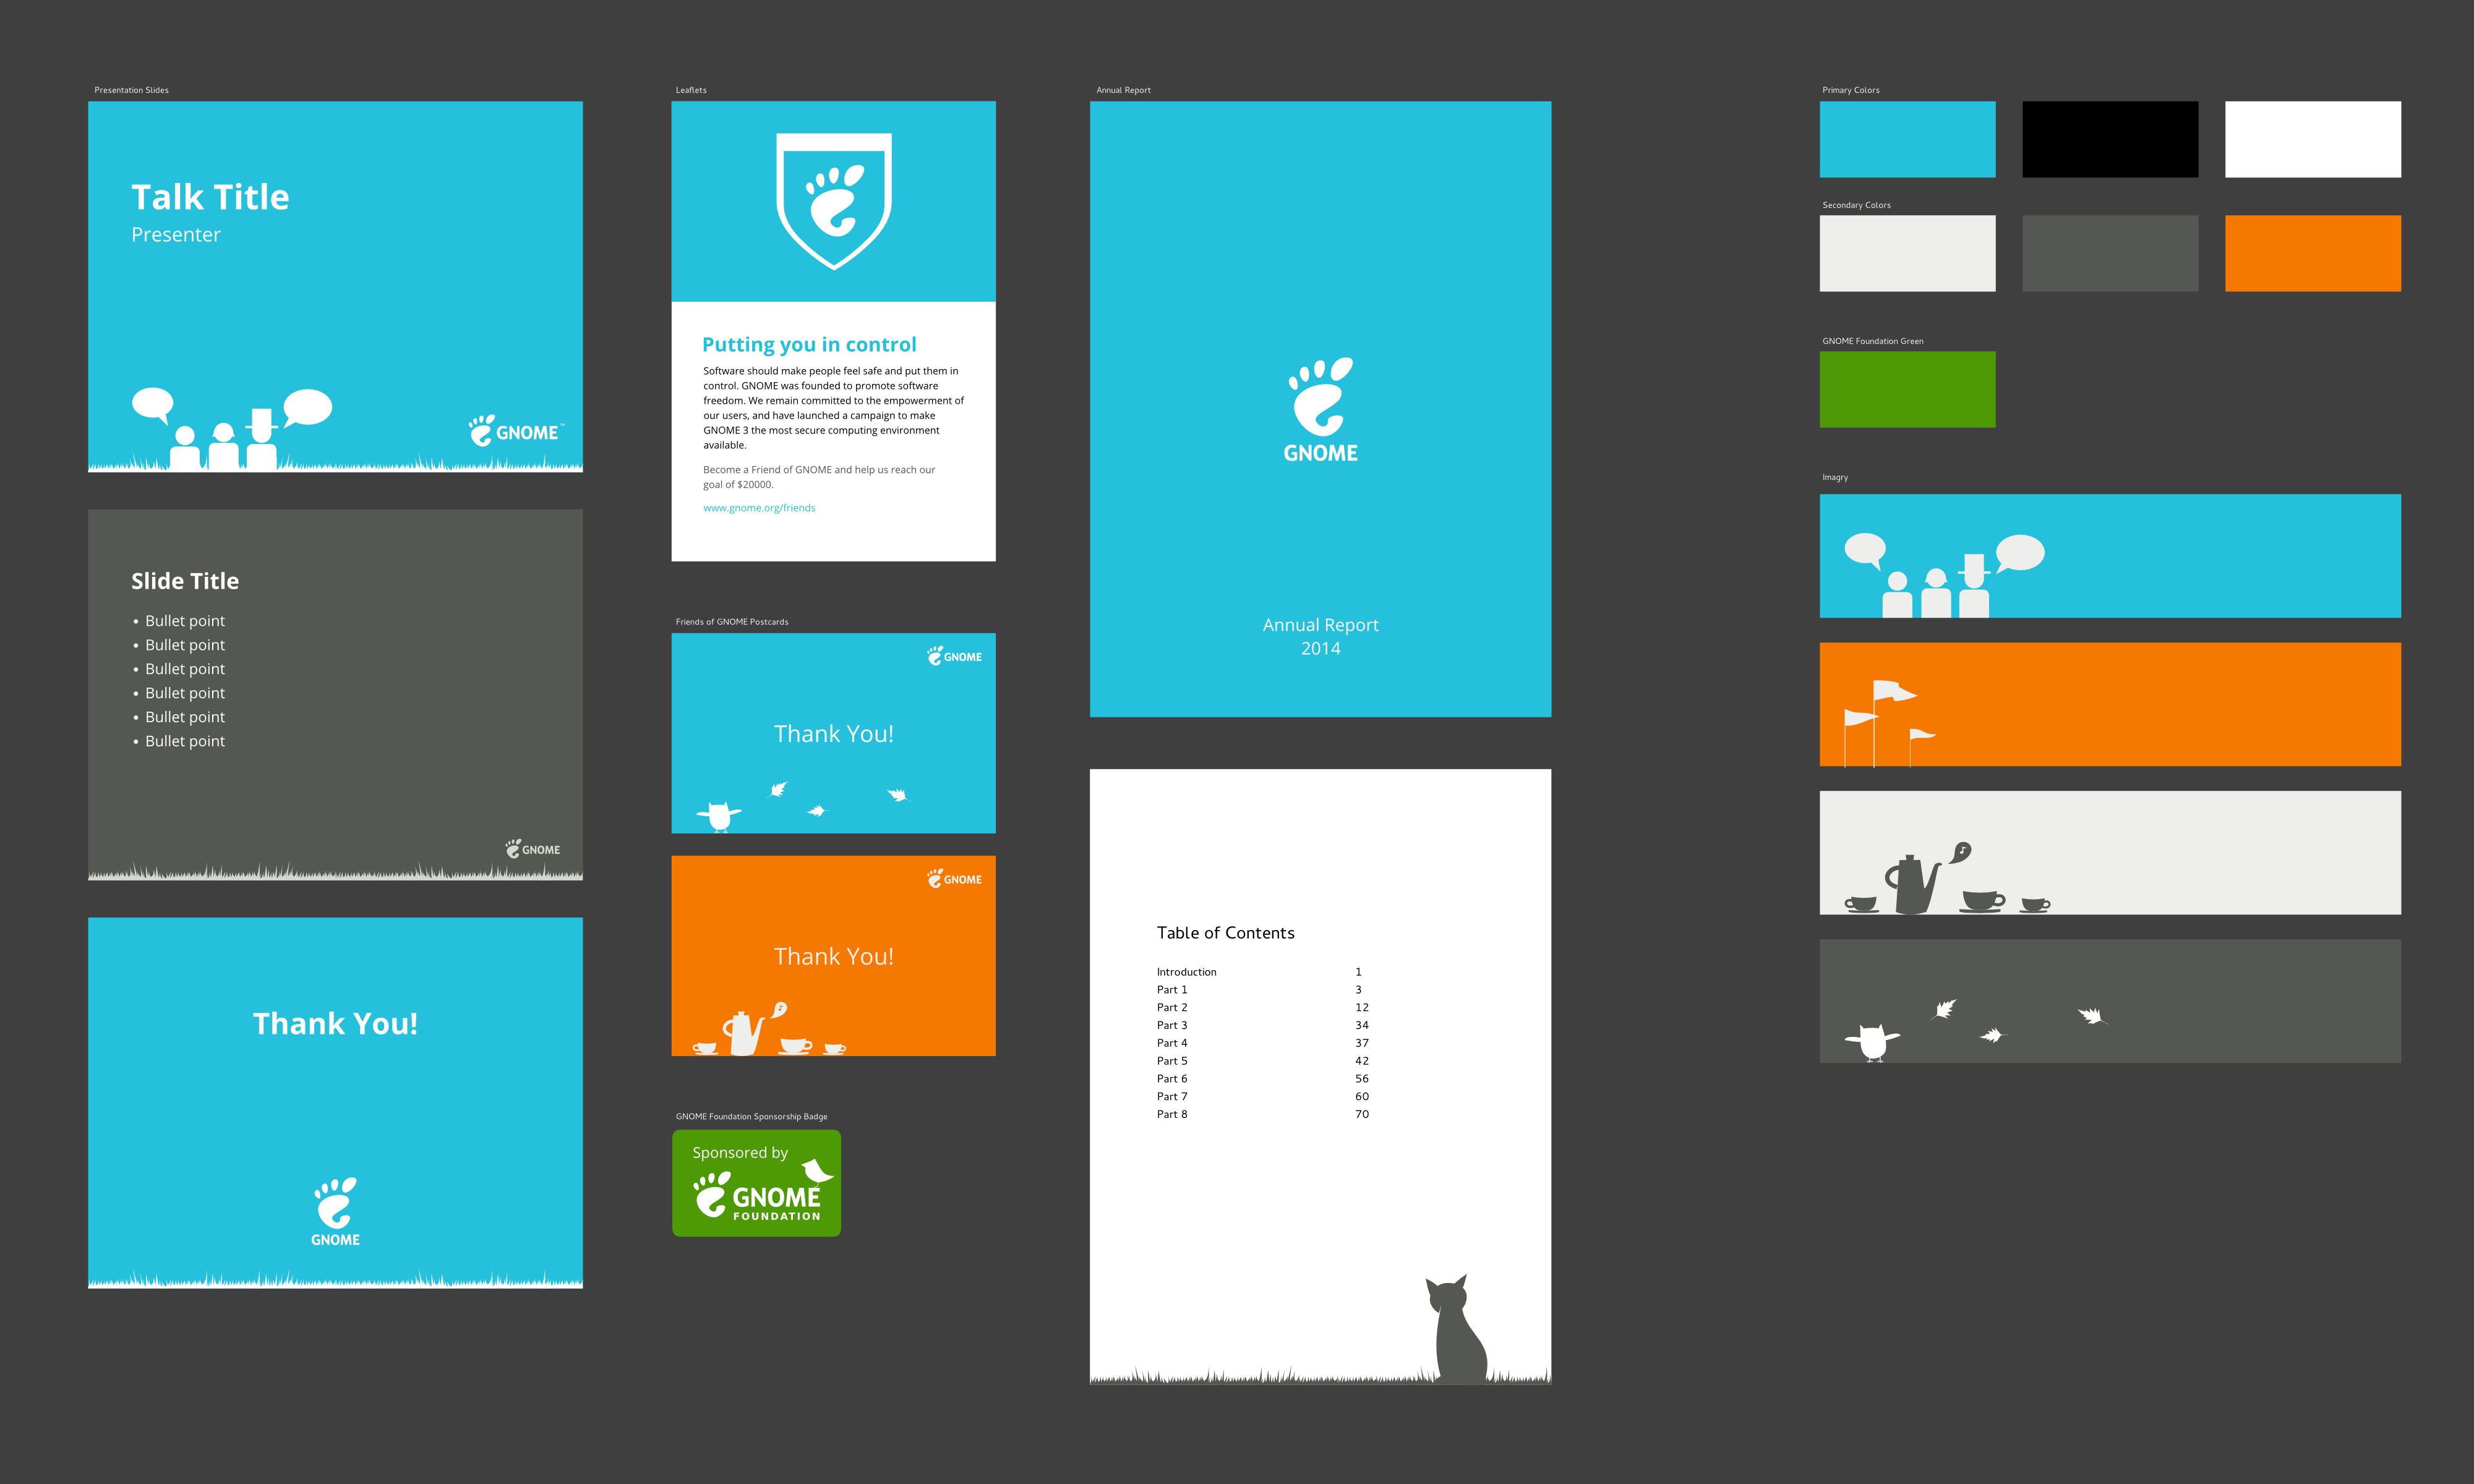 Presentation Slides
Talk Title
Presenter
GNOME™
Slide Title
• Bullet point
• Bullet point
• Bullet point
• Bullet point
• Bullet point
• Bullet point
GNOME
Thank You!
GNOME
Leaflets
Putting you in control
Software should make people feel safe and put them in
control. GNOME was founded to promote software
freedom. We remain committed to the empowerment of
our users, and have launched a campaign to make
GNOME 3 the most secure computing environment
available.
Become a Friend of GNOME and help us reach our
goal of $20000.
www.gnome.org/friends
Friends of GNOME Postcards
GNOME
Thank You!
GNOME
Thank You!
GNOME Foundation Sponsorship Badge
Sponsored by
GNOME
FOUNDATION
Annual Report
GNOME
Annual Report
2014
Table of Contents
Introduction 1
Part 1 3
Part 2 12
Part 3 34
Part 4 37
Part 5 42
Part 6 56
Part 7 60
Part 8 70
Primary Colors
Secondary Colors
GNOME Foundation Green
Imagry